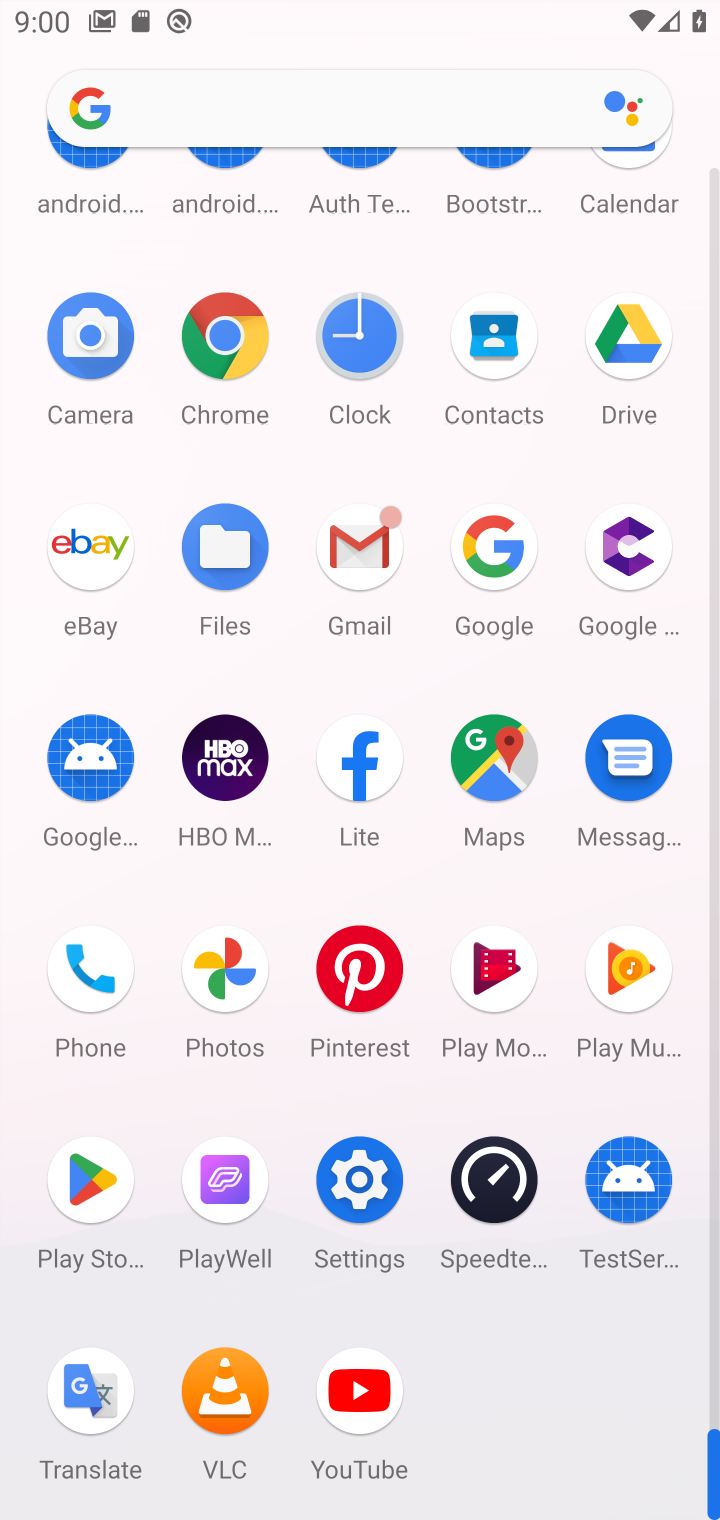 9:00
android.... android.... Auth Te... Bootstr... Calendar
Camera Chrome Clock Contacts Drive
ebay
eBay Files Gmail Google Google ...
HBO
max
Google... HBO M... Lite Maps Messag...
Phone Photos Pinterest Play Mo... Play Mu...
Play Sto... PlayWell Settings Speedte... TestSer...
Translate VLC YouTube